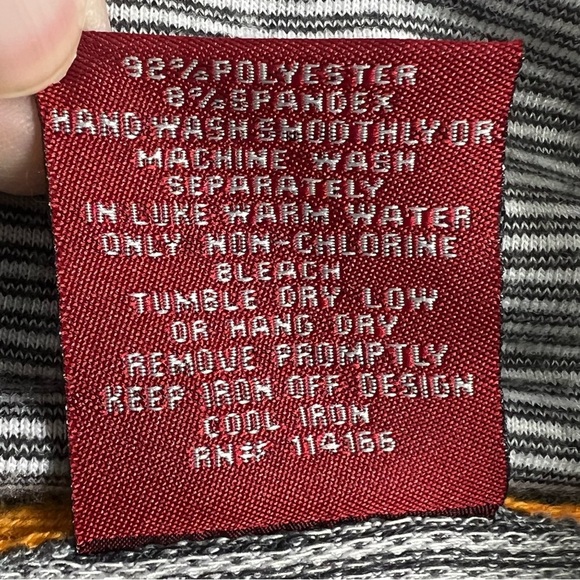 92%POLYESTER
8%SPANDEX
HAND WASH SMOOTHLY OR
MACHINE WASH
SEPARATELY
IN LUKE WARM WATER
ONLY NON-CHLORINE
BLEACH
TUMBLE DRY LOW
OR HANG DRY
REMOVE PROMPTLY
KEEP IRON OFF DESIGN
COOL IRON
RN# 114166